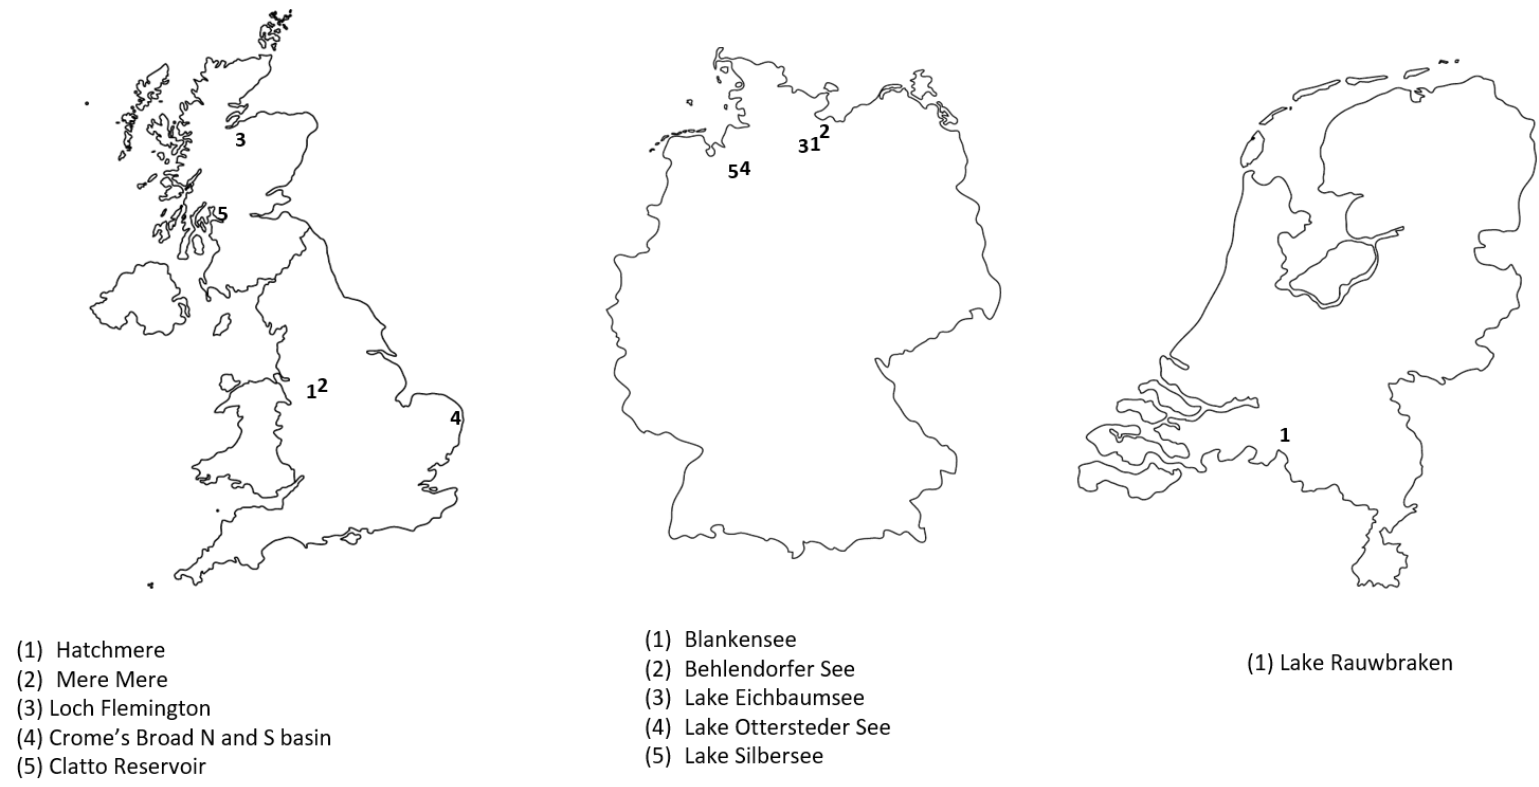 3
5
1 2
4
2
3 1
5 4
1
(1) Hatchmere
(2) Mere Mere
(3) Loch Flemington
(4) Crome's Broad N and S basin
(5) Clatto Reservoir
(1) Blankensee
(2) Behlendorfer See
(3) Lake Eichbaumsee
(4) Lake Ottersteder See
(5) Lake Silbersee
(1) Lake Rauwbraken